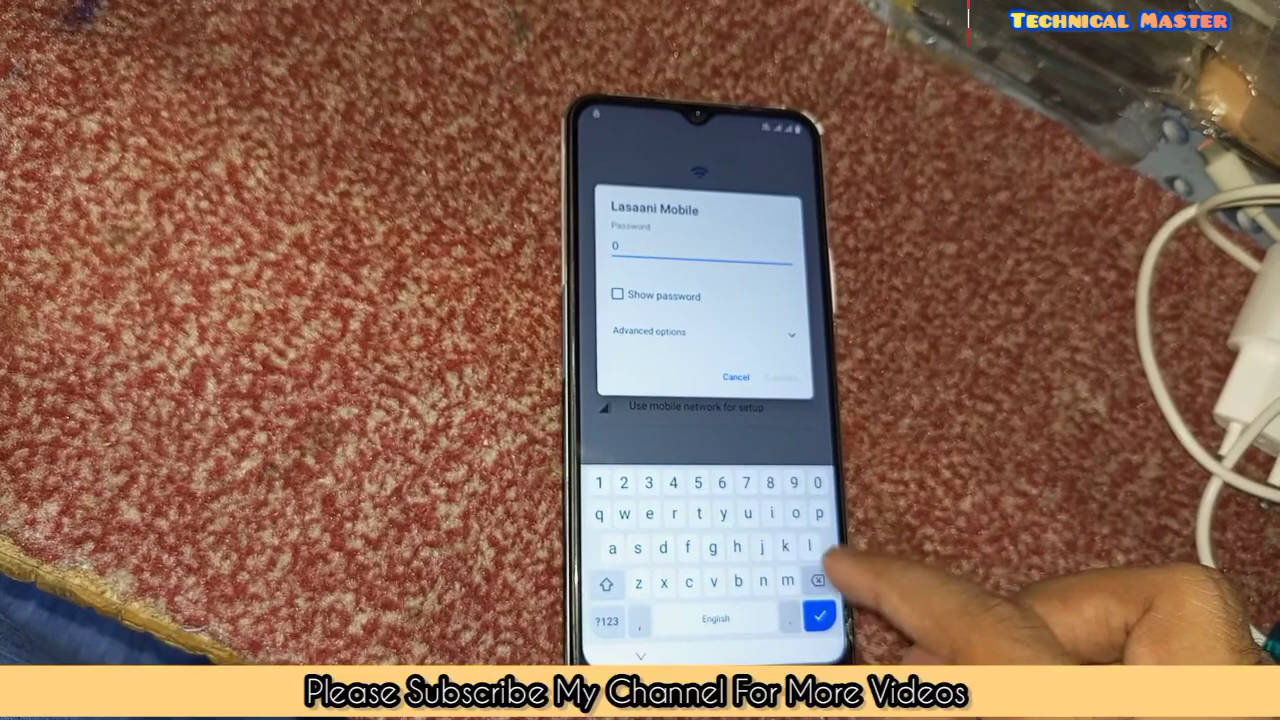 Technical Master
Lasaani Mobile
Password
0
Show password
Advanced options
Cancel
Use mobile network for setup
1 2 3 4 5 6 7 8 9 0
q w e r t y u i o p
a s d f g h j k l
z x c v b n m
?123 , English .
Please Subscribe My Channel For More Videos